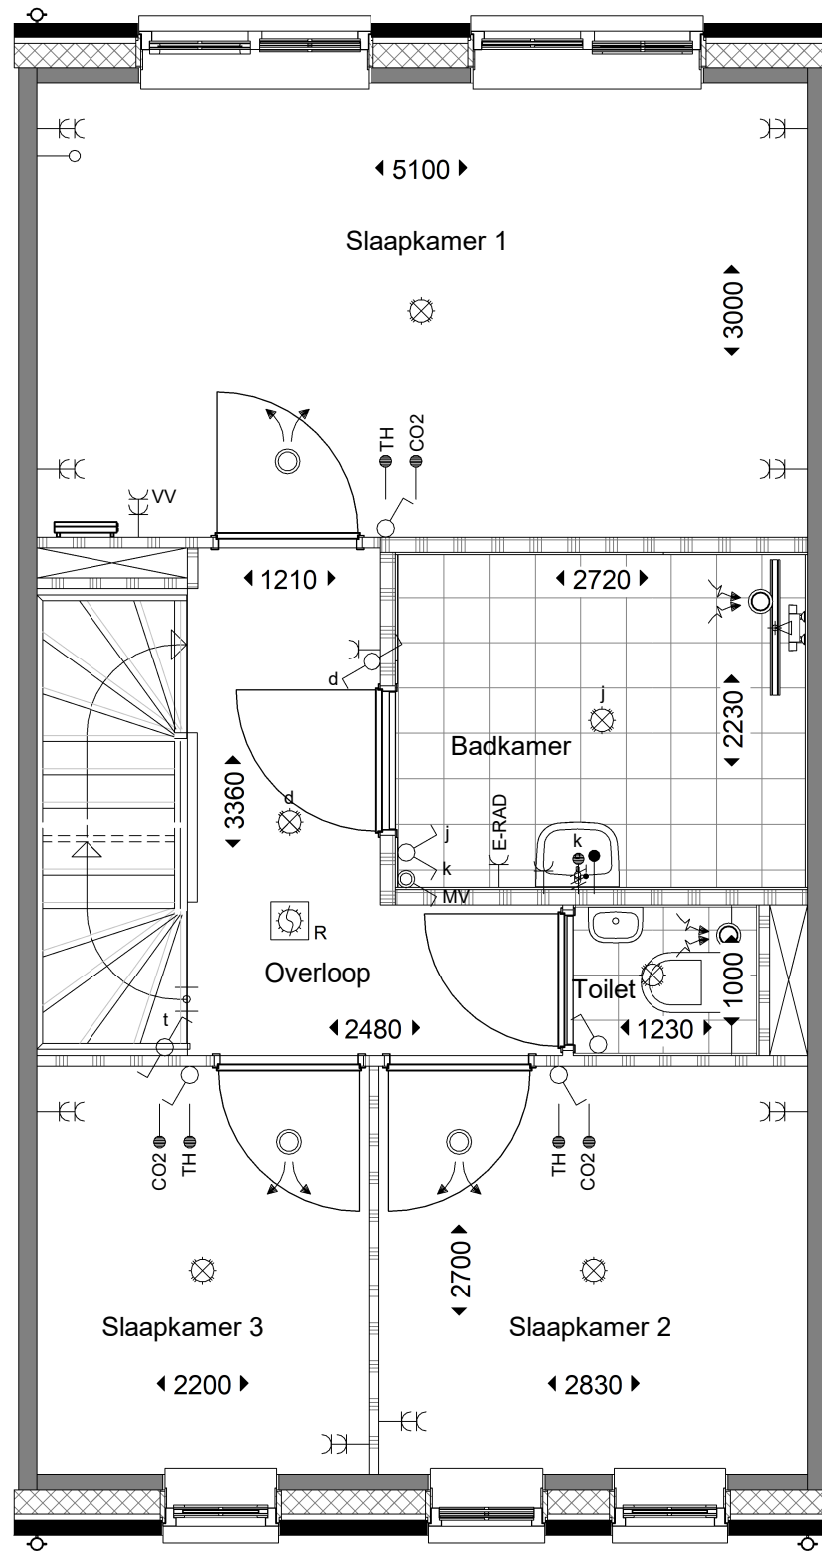 5100
Slaapkamer 1
3000
TH
CO2
VV
1210
2720
d
j
2230
Badkamer
3360
d
E-RAD
j
k
k
MV
R
Overloop
Toilet
1000
t
2480
1230
CO2
TH
TH
CO2
2700
Slaapkamer 3
Slaapkamer 2
2200
2830